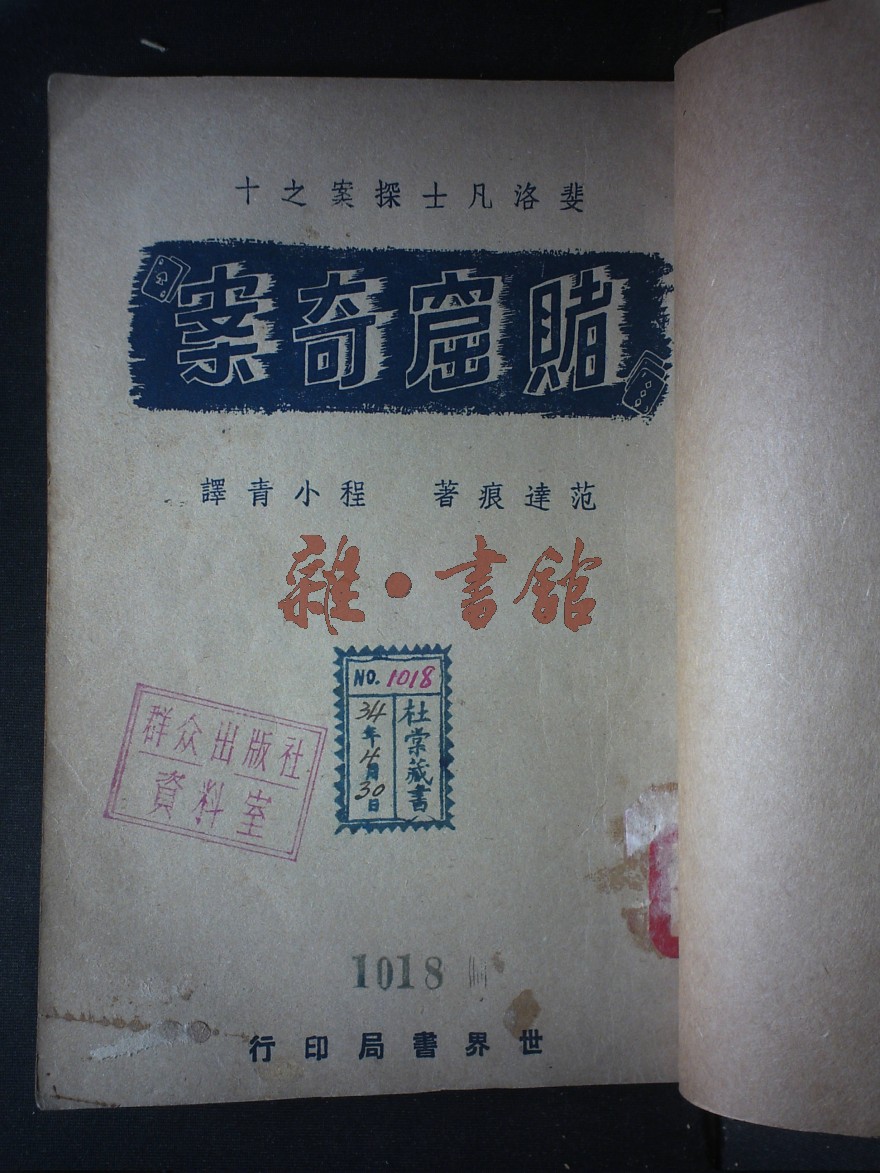 斐洛凡士探案之十
賭窟奇案
范達痕著 程小青譯
雜·書館
NO. 1018
杜棠藏書
34年4月30日
群众出版社
資料室
1018
世界書局印行